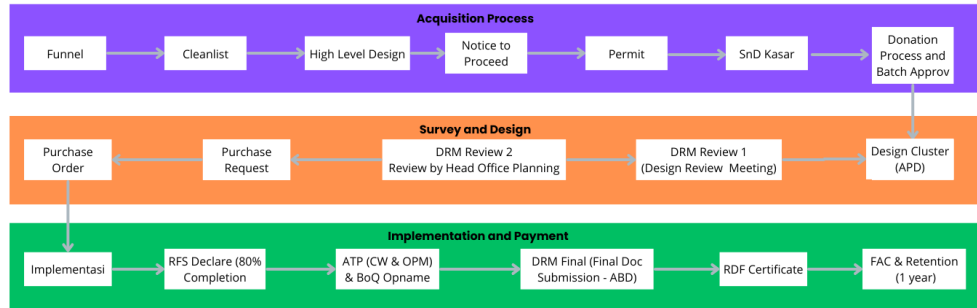 Acquisition Process
Funnel
Cleanlist
High Level Design
Notice to
Proceed
Permit
SnD Kasar
Donation
Process and
Batch Approv
Survey and Design
Purchase
Order
Purchase
Request
DRM Review 2
Review by Head Office Planning
DRM Review 1
(Design Review Meeting)
Design Cluster
(APD)
Implementation and Payment
Implementasi
RFS Declare (80%
Completion
ATP (CW & OPM)
& BoQ Opname
DRM Final (Final Doc
Submission - ABD)
RDF Certificate
FAC & Retention
(1 year)